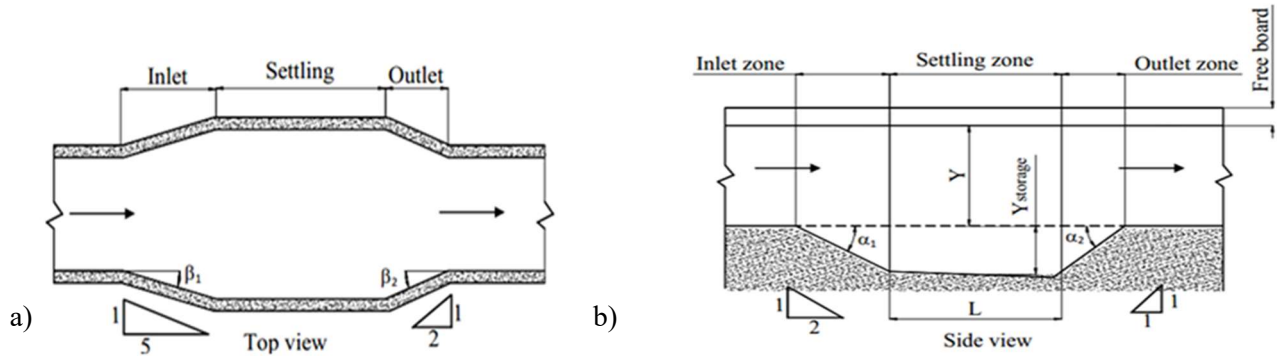 a)
Inlet
Settling
Outlet
β₁
β₂
1
5
1
2
Top view
b)
Inlet zone
Settling zone
Outlet zone
Free board
Y
Ystorage
α₁
α₂
1
2
L
1
1
Side view